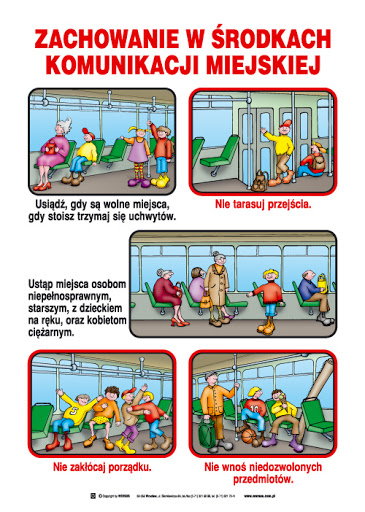 ZACHOWANIE W ŚRODKACH
KOMUNIKACJI MIEJSKIEJ
Usiądź, gdy są wolne miejsca,
gdy stoisz trzymaj się uchwytów.
Nie tarasuj przejścia.
Ustąp miejsca osobom
niepełnosprawnym,
starszym, z dzieckiem
na ręku, oraz kobietom
ciężarnym.
Nie zakłócaj porządku.
Nie wnoś niedozwolonych
przedmiotów.